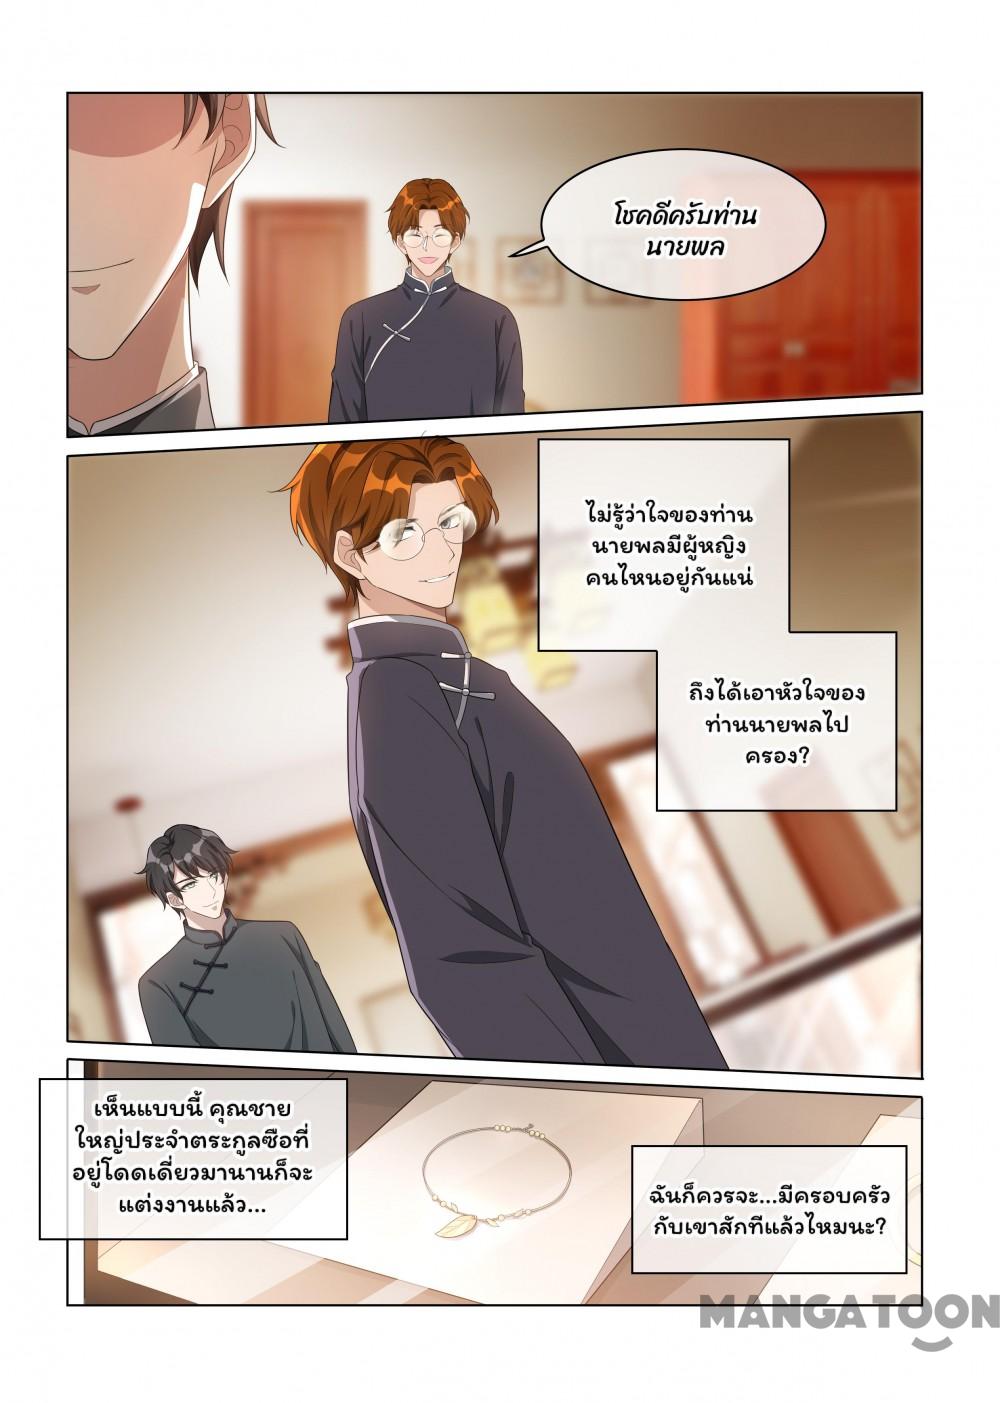 โชคดีครับท่าน
นายพล
ไม่รู้ว่าใจของท่าน
นายพลมีผู้หญิง
คนไหนอยู่กันแน่
ถึงได้เอาหัวใจของ
ท่านนายพลไป
ครอง?
เห็นแบบนี้ คุณชาย
ใหญ่ประจำตระกูลซือที่
อยู่โดดเดี่ยวมานานก็จะ
แต่งงานแล้ว...
ฉันก็ควรจะ...มีครอบครัว
กับเขาสักทีแล้วไหมนะ?
MANGATOON